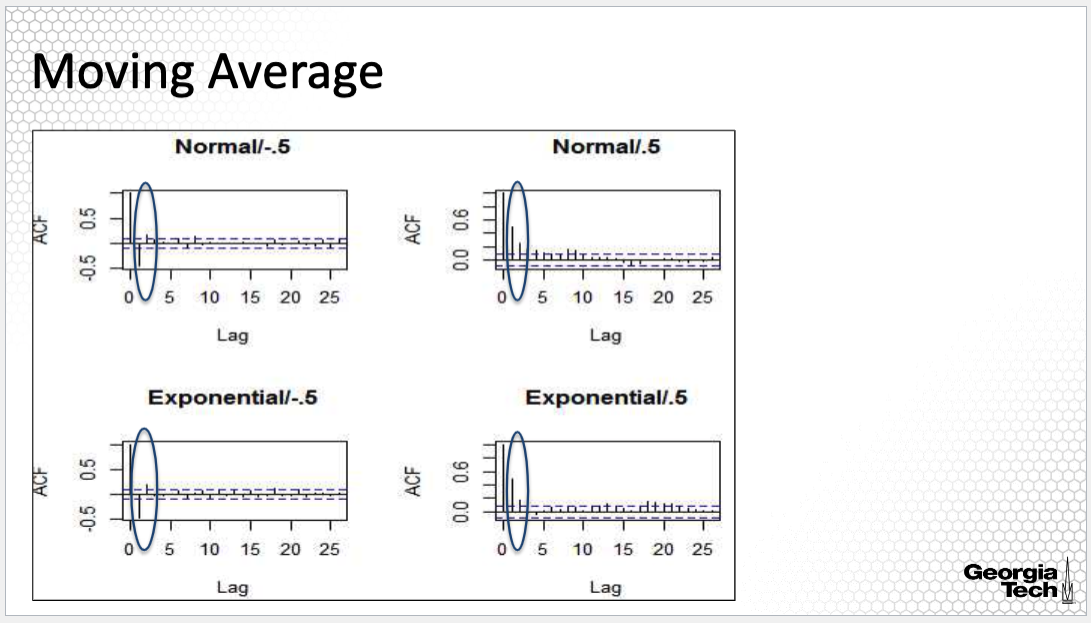 Moving Average
Normal/-.5
ACF
0.5
-0.5
0 5 10 15 20 25
Lag
Normal/.5
ACF
0.6
0.0
0 5 10 15 20 25
Lag
Exponential/-.5
ACF
0.5
-0.5
0 5 10 15 20 25
Lag
Exponential/.5
ACF
0.6
0.0
0 5 10 15 20 25
Lag
Georgia
Tech